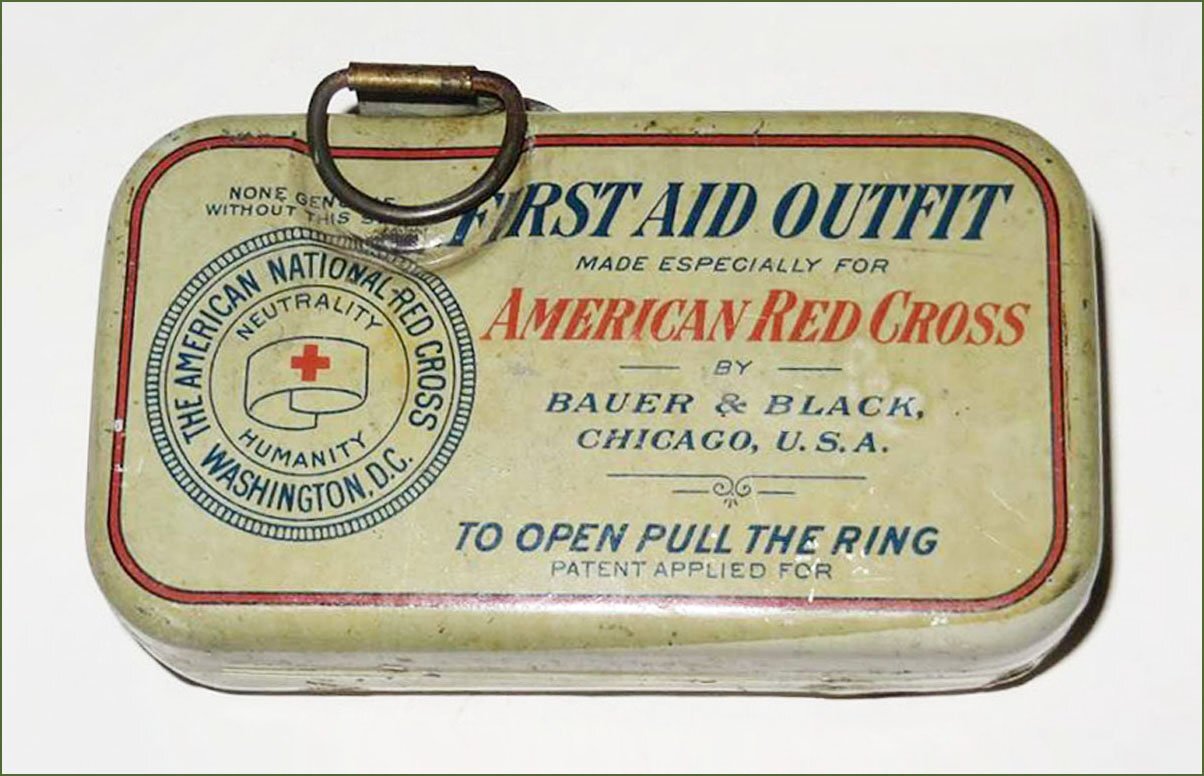 NONE
WITHOUT THIS
FIRST AID OUTFIT
MADE ESPECIALLY FOR
AMERICAN RED CROSS
BY
BAUER & BLACK,
CHICAGO, U.S.A.
TO OPEN PULL THE RING
PATENT APPLIED FOR
THE AMERICAN NATIONAL RED CROSS
WASHINGTON, D.C.
NEUTRALITY
HUMANITY